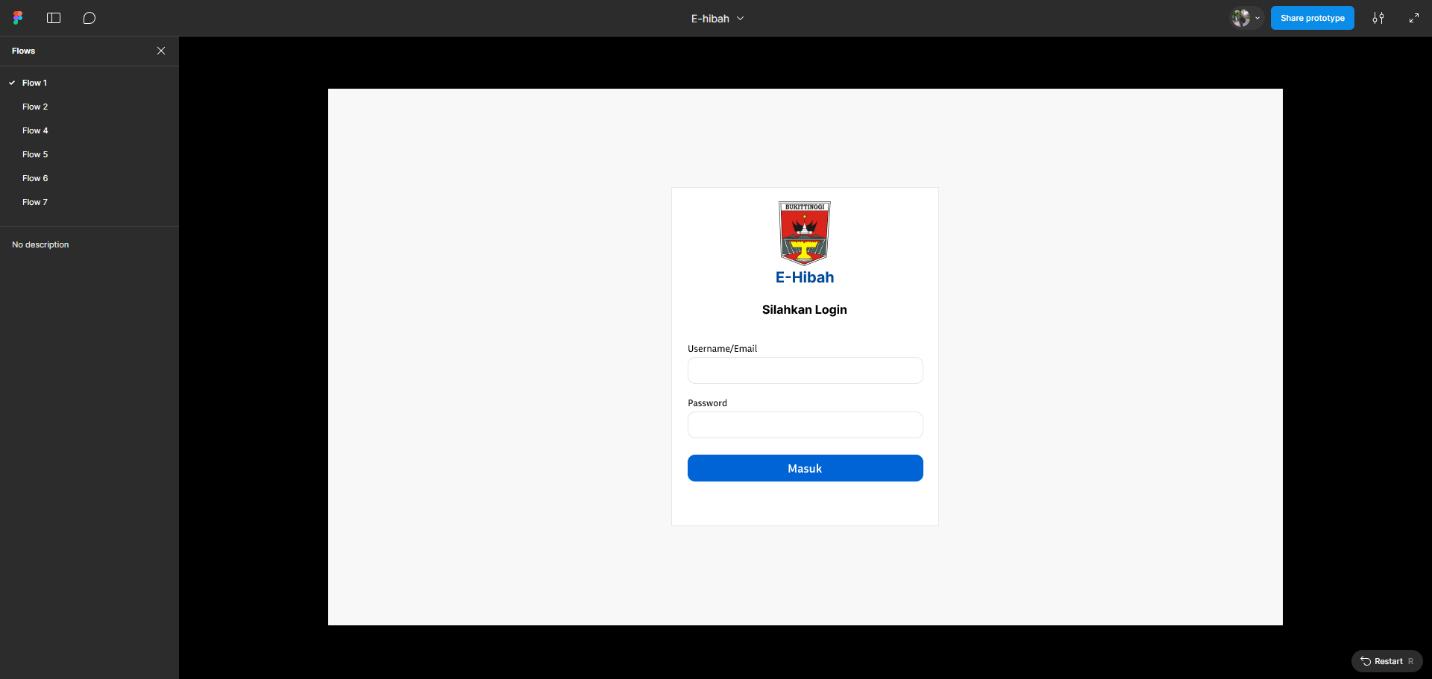 E-hibah
Share prototype
Flows
Flow 1
Flow 2
Flow 4
Flow 5
Flow 6
Flow 7
No description
BUKITTINGGI
E-Hibah
Silahkan Login
Username/Email
Password
Masuk
Restart R